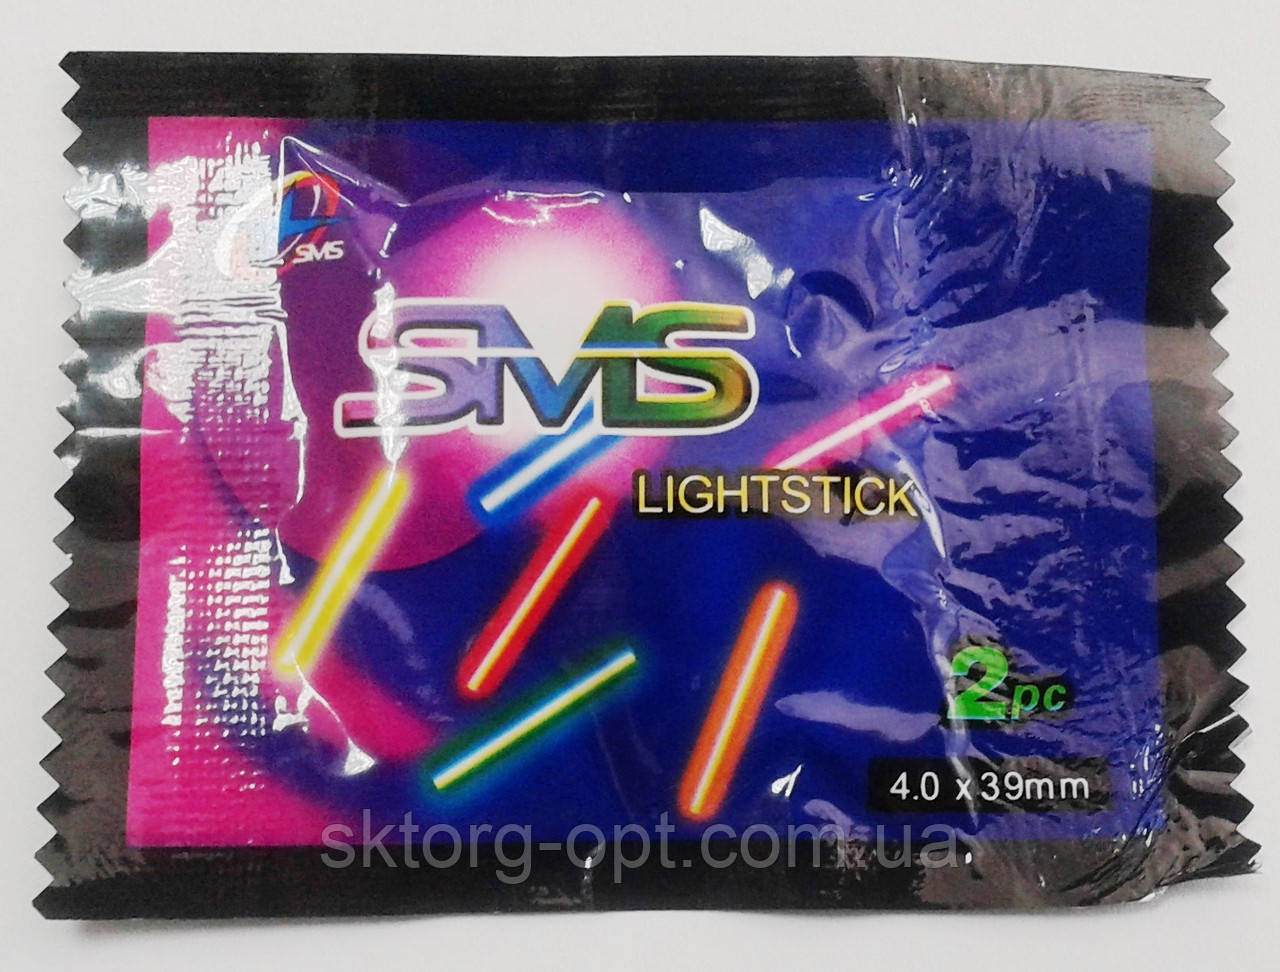 SMS
SMS
LIGHTSTICK
2pc
4.0 x 39mm
sktorg-opt.com.ua